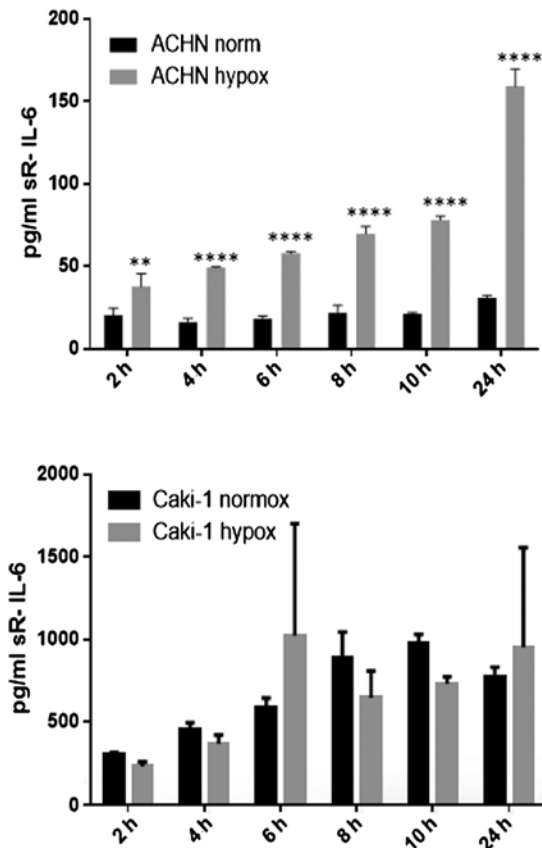 200
150
100
50
0
pg/ml sR- IL-6
ACHN norm
ACHN hypox
**
****
****
****
****
****
2 h
4 h
6 h
8 h
10 h
24 h
2000
1500
1000
500
0
pg/ml sR- IL-6
Caki-1 normox
Caki-1 hypox
2 h
4 h
6 h
8 h
10 h
24 h